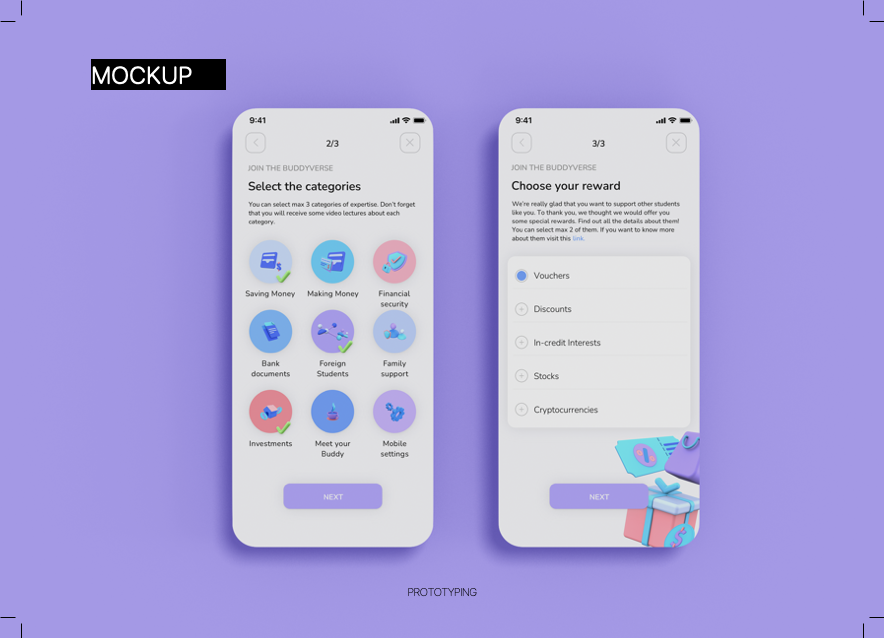 MOCKUP
9:41
2/3
JOIN THE BUDDYVERSE
Select the categories
You can select max 3 categories of expertise. Don't forget
that you will receive some video lectures about each
category.
Saving Money
Making Money
Financial
security
Bank
documents
Foreign
Students
Family
support
Investments
Meet your
Buddy
Mobile
settings
NEXT
9:41
3/3
JOIN THE BUDDYVERSE
Choose your reward
We're really glad that you want to support other students
like you. To thank you, we thought we would offer you
some special rewards. Find out all the details about them!
You can select max 2 of them. If you want to know more
about them visit this link.
Vouchers
Discounts
In-credit Interests
Stocks
Cryptocurrencies
NEXT
PROTOTYPING